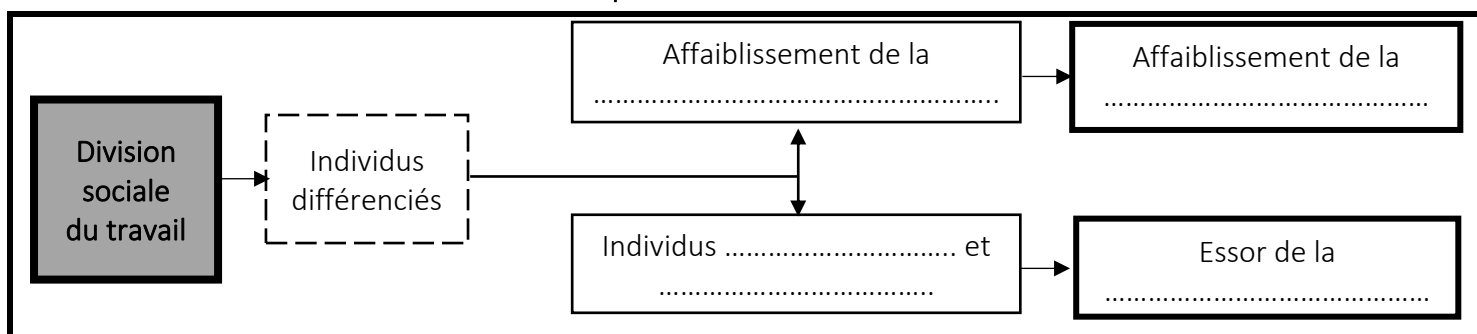 Division
sociale
du travail
Individus
différenciés
Affaiblissement de la
……………………………………………..
Affaiblissement de la
……………………………………
Individus ………………………….. et
………………………………..
Essor de la
……………………………………